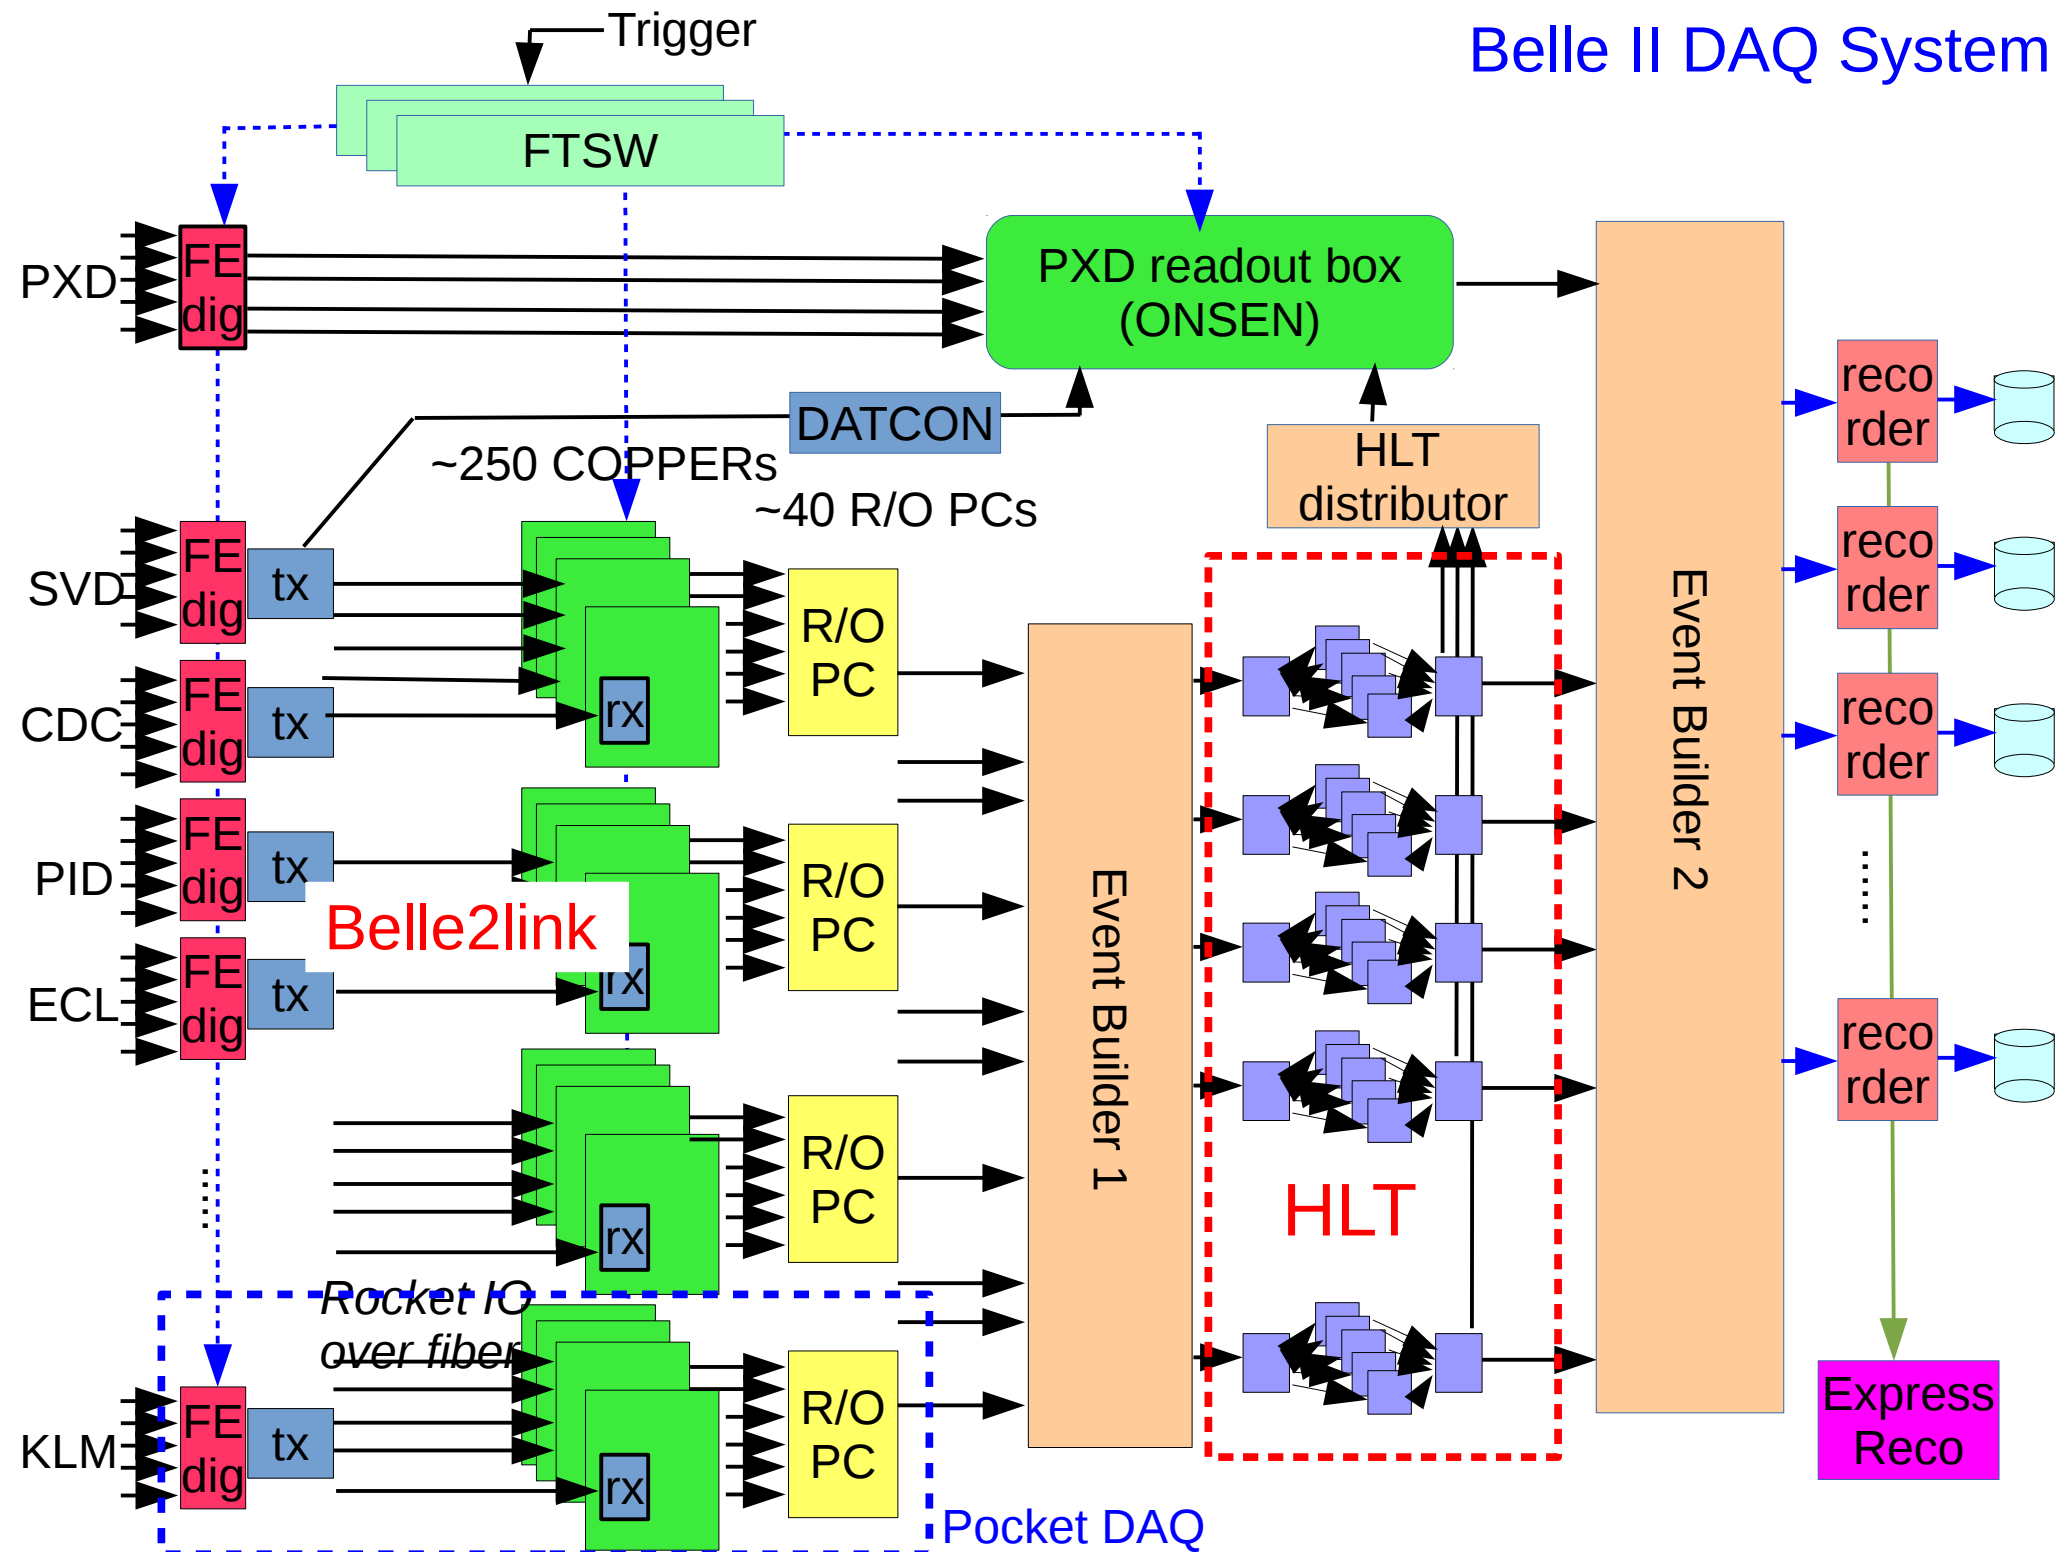 Trigger
Belle II DAQ System
FTSW
PXD
FE
dig
PXD readout box
(ONSEN)
DATCON
~250 COPPERs
~40 R/O PCs
HLT
distributor
reco
rder
reco
rder
reco
rder
reco
rder
SVD
FE
dig
tx
rx
R/O
PC
CDC
FE
dig
tx
PID
FE
dig
tx
Belle2link
rx
R/O
PC
ECL
FE
dig
tx
......
rx
R/O
PC
Rocket IO
over fiber
KLM
FE
dig
tx
rx
R/O
PC
Pocket DAQ
Event Builder 1
HLT
Event Builder 2
......
Express
Reco